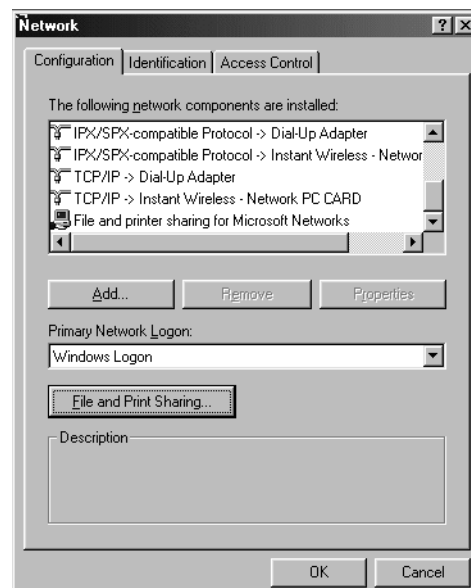 Network
Configuration Identification Access Control
The following network components are installed:
IPX/SPX-compatible Protocol -> Dial-Up Adapter
IPX/SPX-compatible Protocol -> Instant Wireless - Networ
TCP/IP -> Dial-Up Adapter
TCP/IP -> Instant Wireless - Network PC CARD
File and printer sharing for Microsoft Networks
Add... Remove Properties
Primary Network Logon:
Windows Logon
File and Print Sharing...
Description
OK Cancel